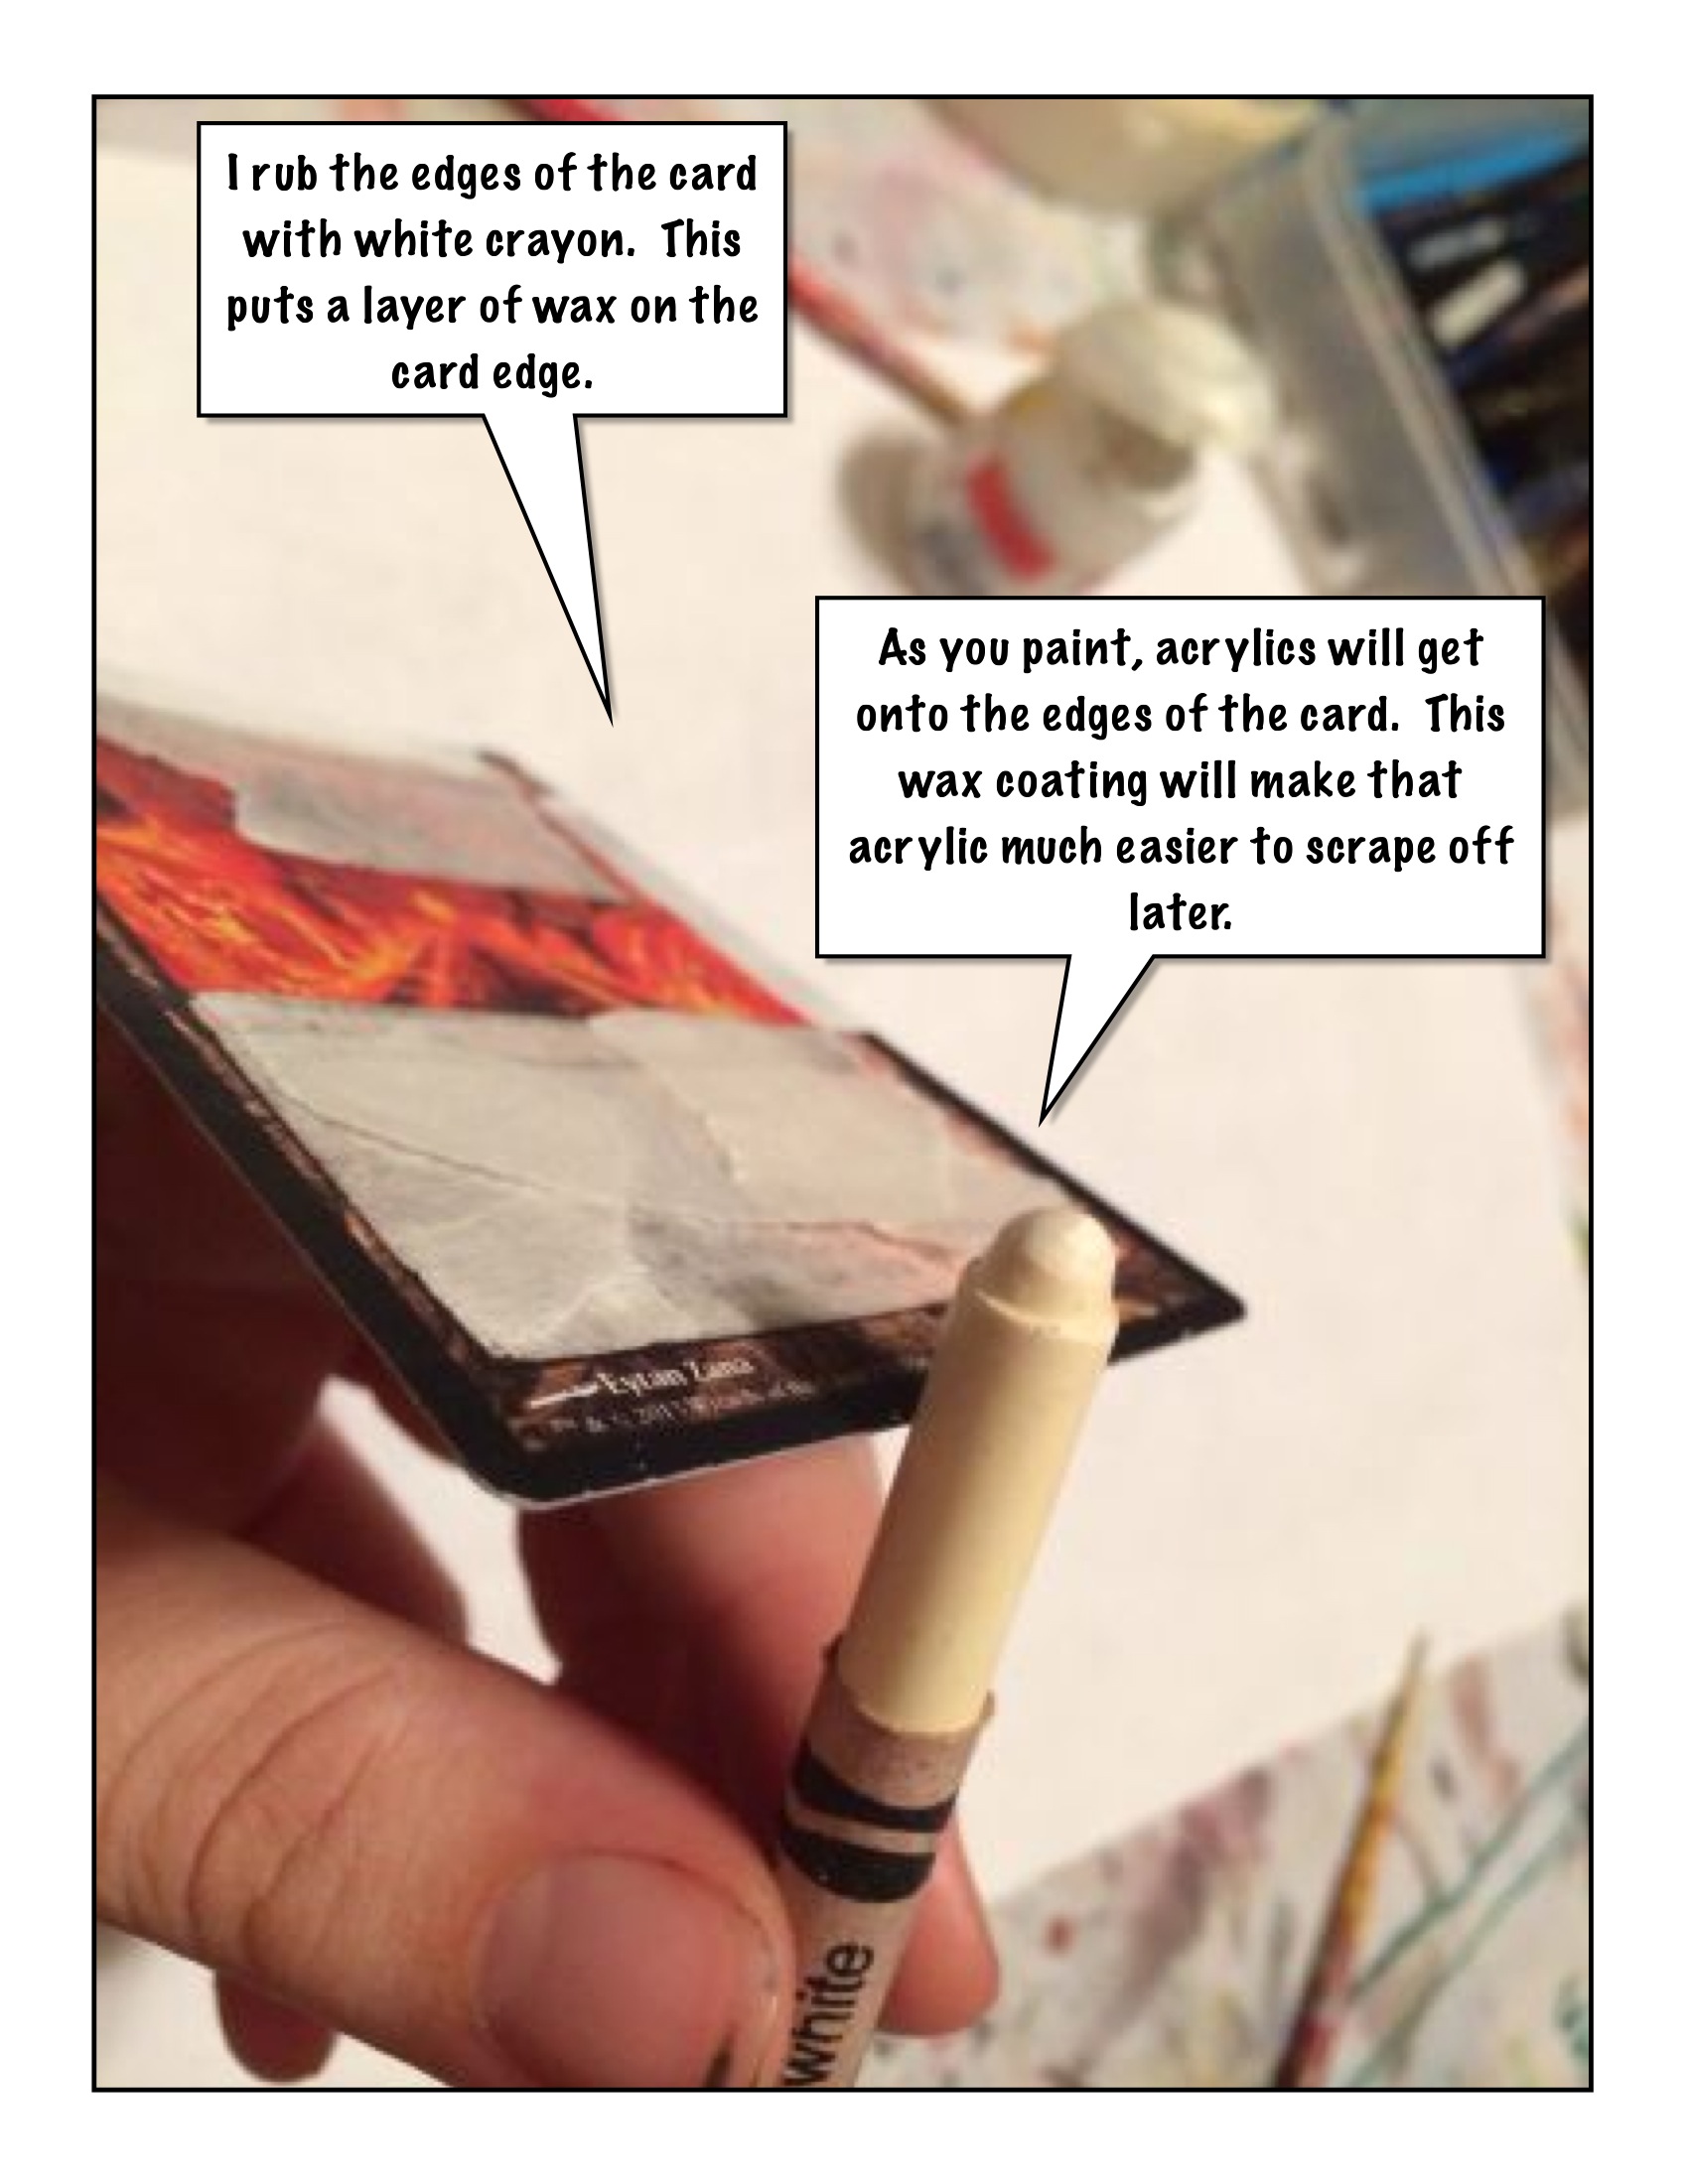 I rub the edges of the card
with white crayon. This
puts a layer of wax on the
card edge.
As you paint, acrylics will get
onto the edges of the card. This
wax coating will make that
acrylic much easier to scrape off
later.
Eytan Zana
white